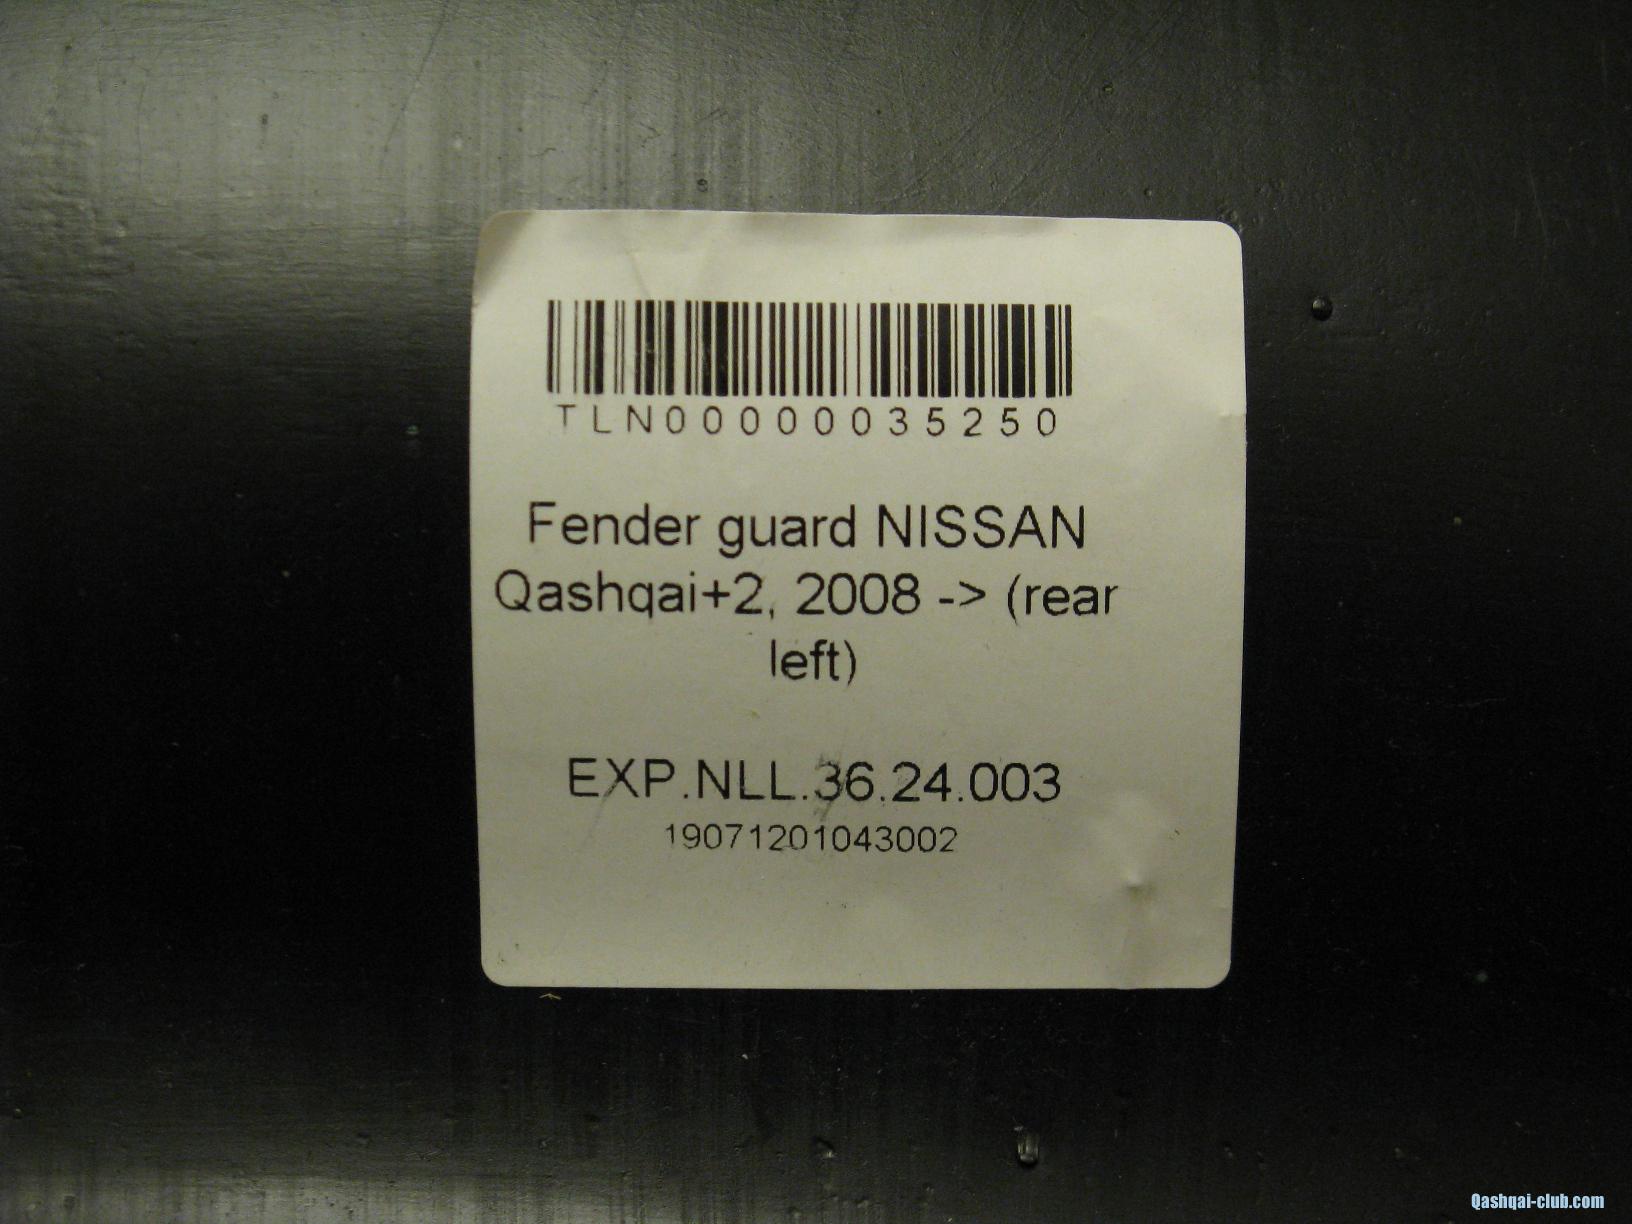 TLN00000035250
Fender guard NISSAN
Qashqai+2, 2008 -> (rear
left)
EXP.NLL.36.24.003
19071201043002
Qashqai-club.com